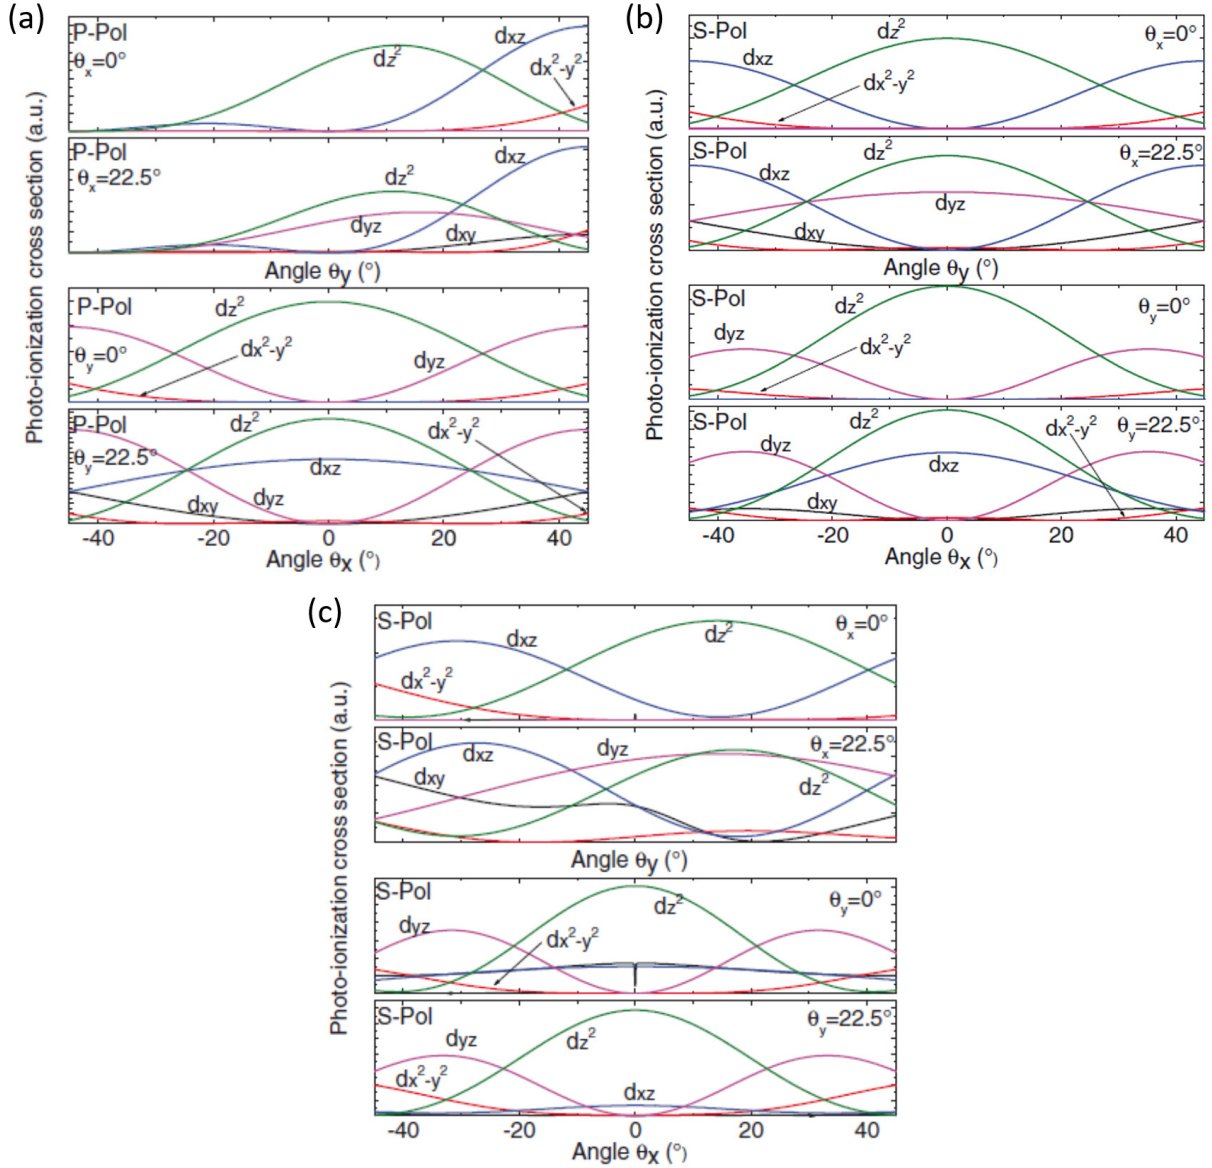 (a)
Photo-ionization cross section (a.u.)
P-Pol
θx=0°
dz²
dxz
dx²-y²
P-Pol
θx=22.5°
dxz
dz²
dyz
dxy
Angle θy (°)
P-Pol
θy=0°
dz²
dx²-y²
dyz
P-Pol
θy=22.5°
dz²
dx²-y²
dxz
dxy
dyz
-40 -20 0 20 40
Angle θx (°)
(b)
Photo-ionization cross section (a.u.)
S-Pol
θx=0°
dz²
dxz
dx²-y²
S-Pol
θx=22.5°
dz²
dxz
dyz
dxy
Angle θy (°)
S-Pol
θy=0°
dz²
dyz
dx²-y²
S-Pol
θy=22.5°
dz²
dx²-y²
dyz
dxz
dxy
-40 -20 0 20 40
Angle θx (°)
(c)
Photo-ionization cross section (a.u.)
S-Pol
θx=0°
dxz
dz²
dx²-y²
S-Pol
θx=22.5°
dxz
dyz
dxy
dz²
Angle θy (°)
S-Pol
θy=0°
dz²
dyz
dx²-y²
S-Pol
θy=22.5°
dyz
dz²
dx²-y²
dxz
-40 -20 0 20 40
Angle θx (°)